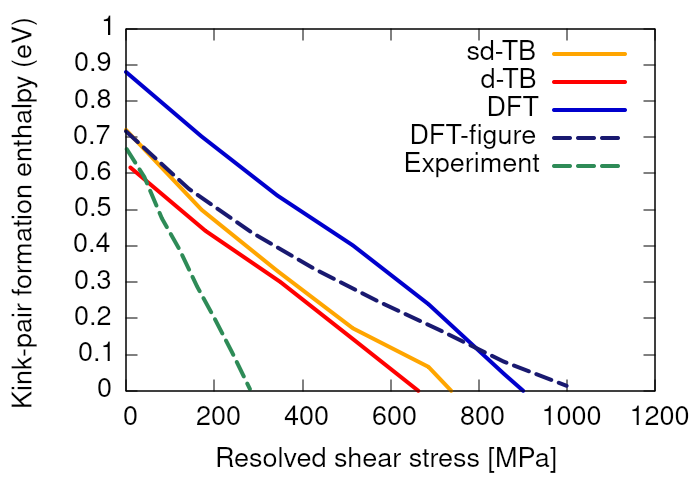 Kink-pair formation enthalpy (eV)
1
0.9
0.8
0.7
0.6
0.5
0.4
0.3
0.2
0.1
0
sd-TB
d-TB
DFT
DFT-figure
Experiment
0 200 400 600 800 1000 1200
Resolved shear stress [MPa]